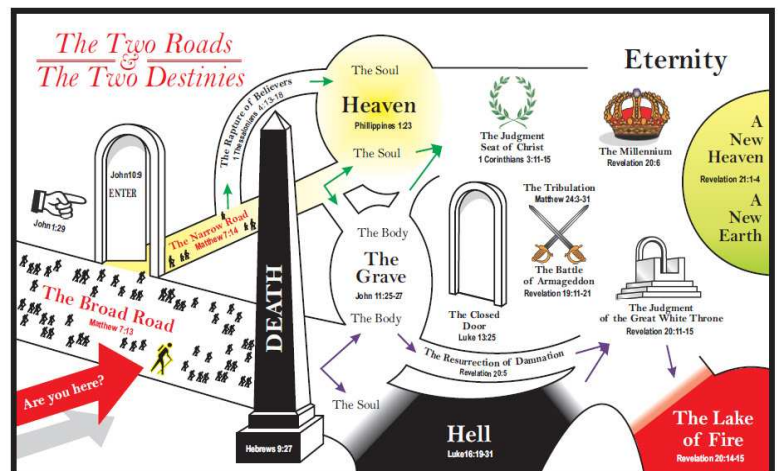 The Two Roads
&
The Two Destinies
John10:9
ENTER
John1:29
The Narrow Road
Matthew 7:14
The Broad Road
Matthew 7:13
Are you here?
The Rapture of Believers
1 Thessalonians 4:13-18
DEATH
Hebrews 9:27
The Soul
Heaven
Phillippines 1:23
The Soul
The Body
The
Grave
John 11:25-27
The Body
The Soul
The Resurrection of Damnation
Revelation 20:5
Hell
Luke16:19-31
Eternity
The Judgment
Seat of Christ
1 Corinthians 3:11-15
The Millennium
Revelation 20:6
The Tribulation
Matthew 24:3-31
The Battle
of Armageddon
Revelation 19:11-21
The Closed
Door
Luke 13:25
The Judgment
of the Great White Throne
Revelation 20:11-15
A
New
Heaven
Revelation 21:1-4
A
New
Earth
The Lake
of Fire
Revelation 20:14-15